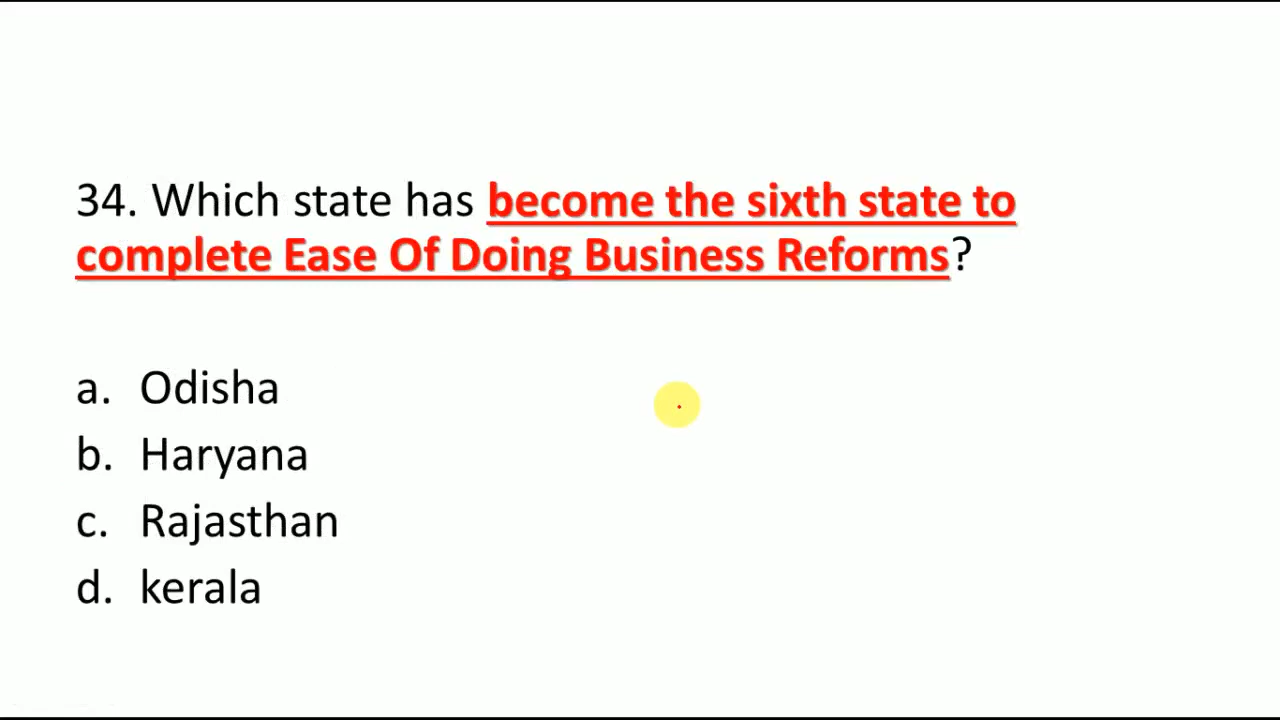 34. Which state has become the sixth state to
complete Ease Of Doing Business Reforms?
a. Odisha
b. Haryana
c. Rajasthan
d. kerala